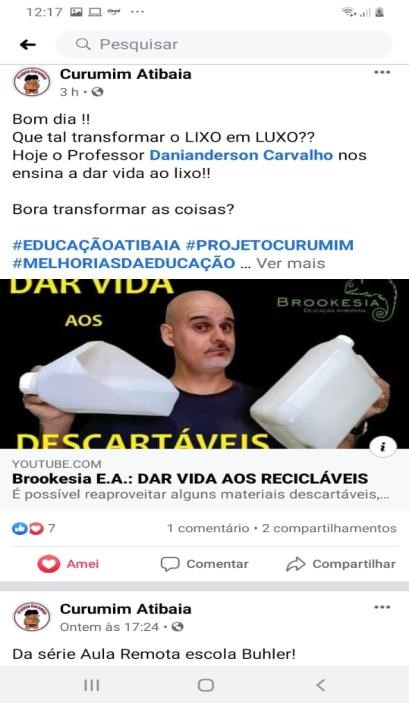 12:17
Pesquisar
Curumim Atibaia
3 h
Bom dia !!
Que tal transformar o LIXO em LUXO??
Hoje o Professor Danianderson Carvalho nos
ensina a dar vida ao lixo!!
Bora transformar as coisas?
#EDUCAÇÃOATIBAIA #PROJETOCURUMIM
#MELHORIASDAEDUCAÇÃO ... Ver mais
DAR VIDA
AOS
BROOKESIA
EDUCAÇÃO AMBIENTAL
DESCARTÁVEIS
YOUTUBE.COM
Brookesia E.A.: DAR VIDA AOS RECICLÁVEIS
É possível reaproveitar alguns materiais descartáveis,...
7
1 comentário • 2 compartilhamentos
Amei
Comentar
Compartilhar
Curumim Atibaia
Ontem às 17:24
Da série Aula Remota escola Buhler!